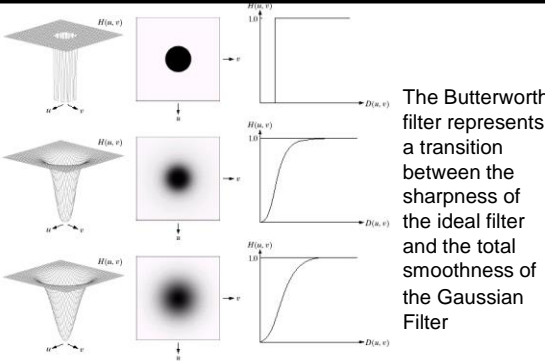 H(u, v)
u
v
v
u
H(u, v)
1.0
D(u, v)
H(u, v)
u
v
v
u
H(u, v)
1.0
D(u, v)
H(u, v)
u
v
v
u
H(u, v)
1.0
D(u, v)
The Butterworth
filter represents
a transition
between the
sharpness of
the ideal filter
and the total
smoothness of
the Gaussian
Filter